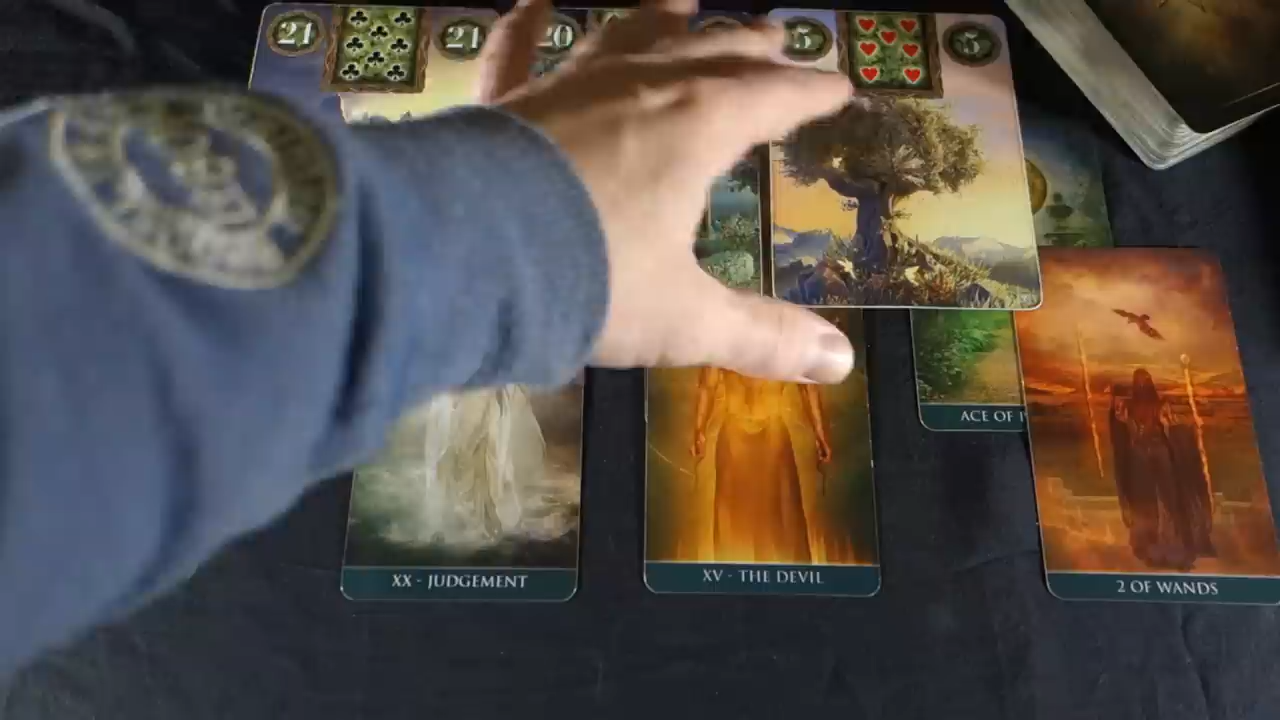 21 21 20 5 5
ACE OF
XX - JUDGEMENT
XV - THE DEVIL
2 OF WANDS